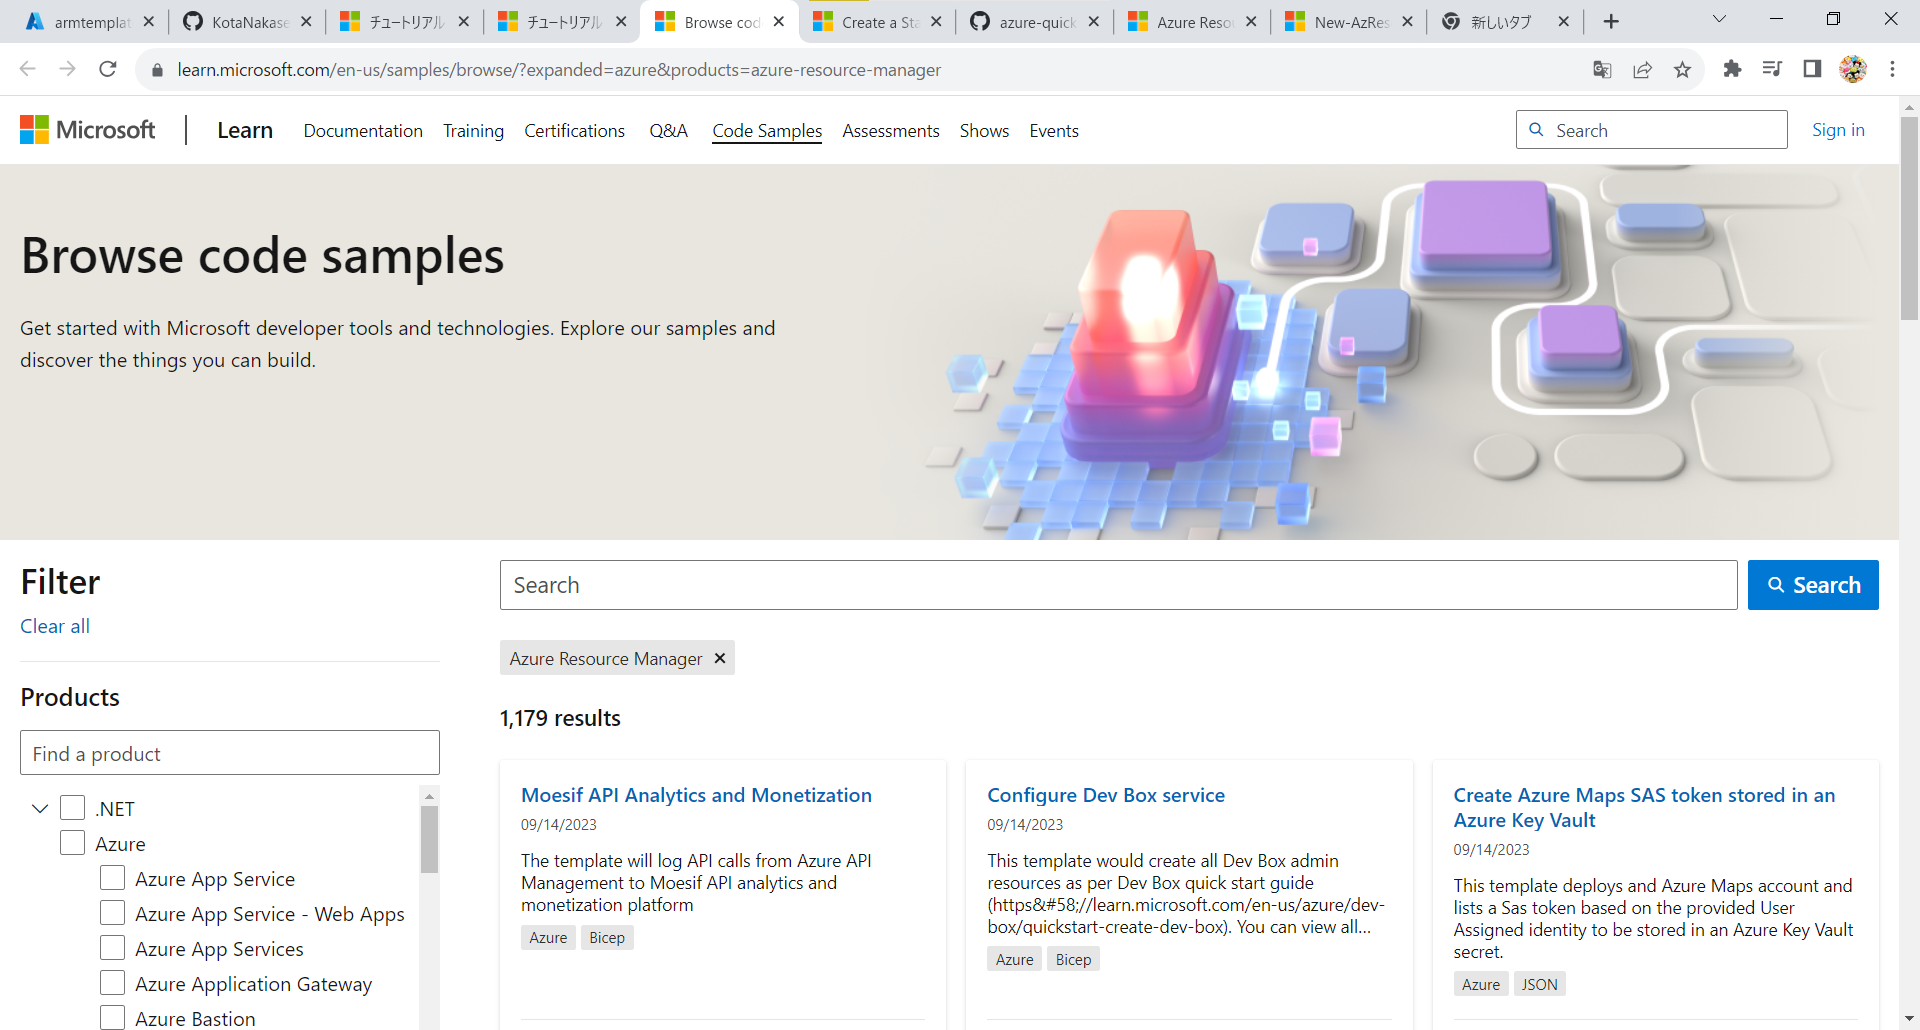 armtemplat
KotaNakase
チュートリアル
チュートリアル
Browse cod
Create a Sta
azure-quick
Azure Reso
New-AzRes
新しいタブ
learn.microsoft.com/en-us/samples/browse/?expanded=azure&products=azure-resource-manager
Microsoft
Learn
Documentation
Training
Certifications
Q&A
Code Samples
Assessments
Shows
Events
Search
Sign in
Browse code samples
Get started with Microsoft developer tools and technologies. Explore our samples and
discover the things you can build.
Filter
Clear all
Products
Find a product
.NET
Azure
Azure App Service
Azure App Service - Web Apps
Azure App Services
Azure Application Gateway
Azure Bastion
Search
Search
Azure Resource Manager
1,179 results
Moesif API Analytics and Monetization
09/14/2023
The template will log API calls from Azure API
Management to Moesif API analytics and
monetization platform
Azure
Bicep
Configure Dev Box service
09/14/2023
This template would create all Dev Box admin
resources as per Dev Box quick start guide
(https&#58;//learn.microsoft.com/en-us/azure/dev-
box/quickstart-create-dev-box). You can view all...
Azure
Bicep
Create Azure Maps SAS token stored in an
Azure Key Vault
09/14/2023
This template deploys and Azure Maps account and
lists a Sas token based on the provided User
Assigned identity to be stored in an Azure Key Vault
secret.
Azure
JSON